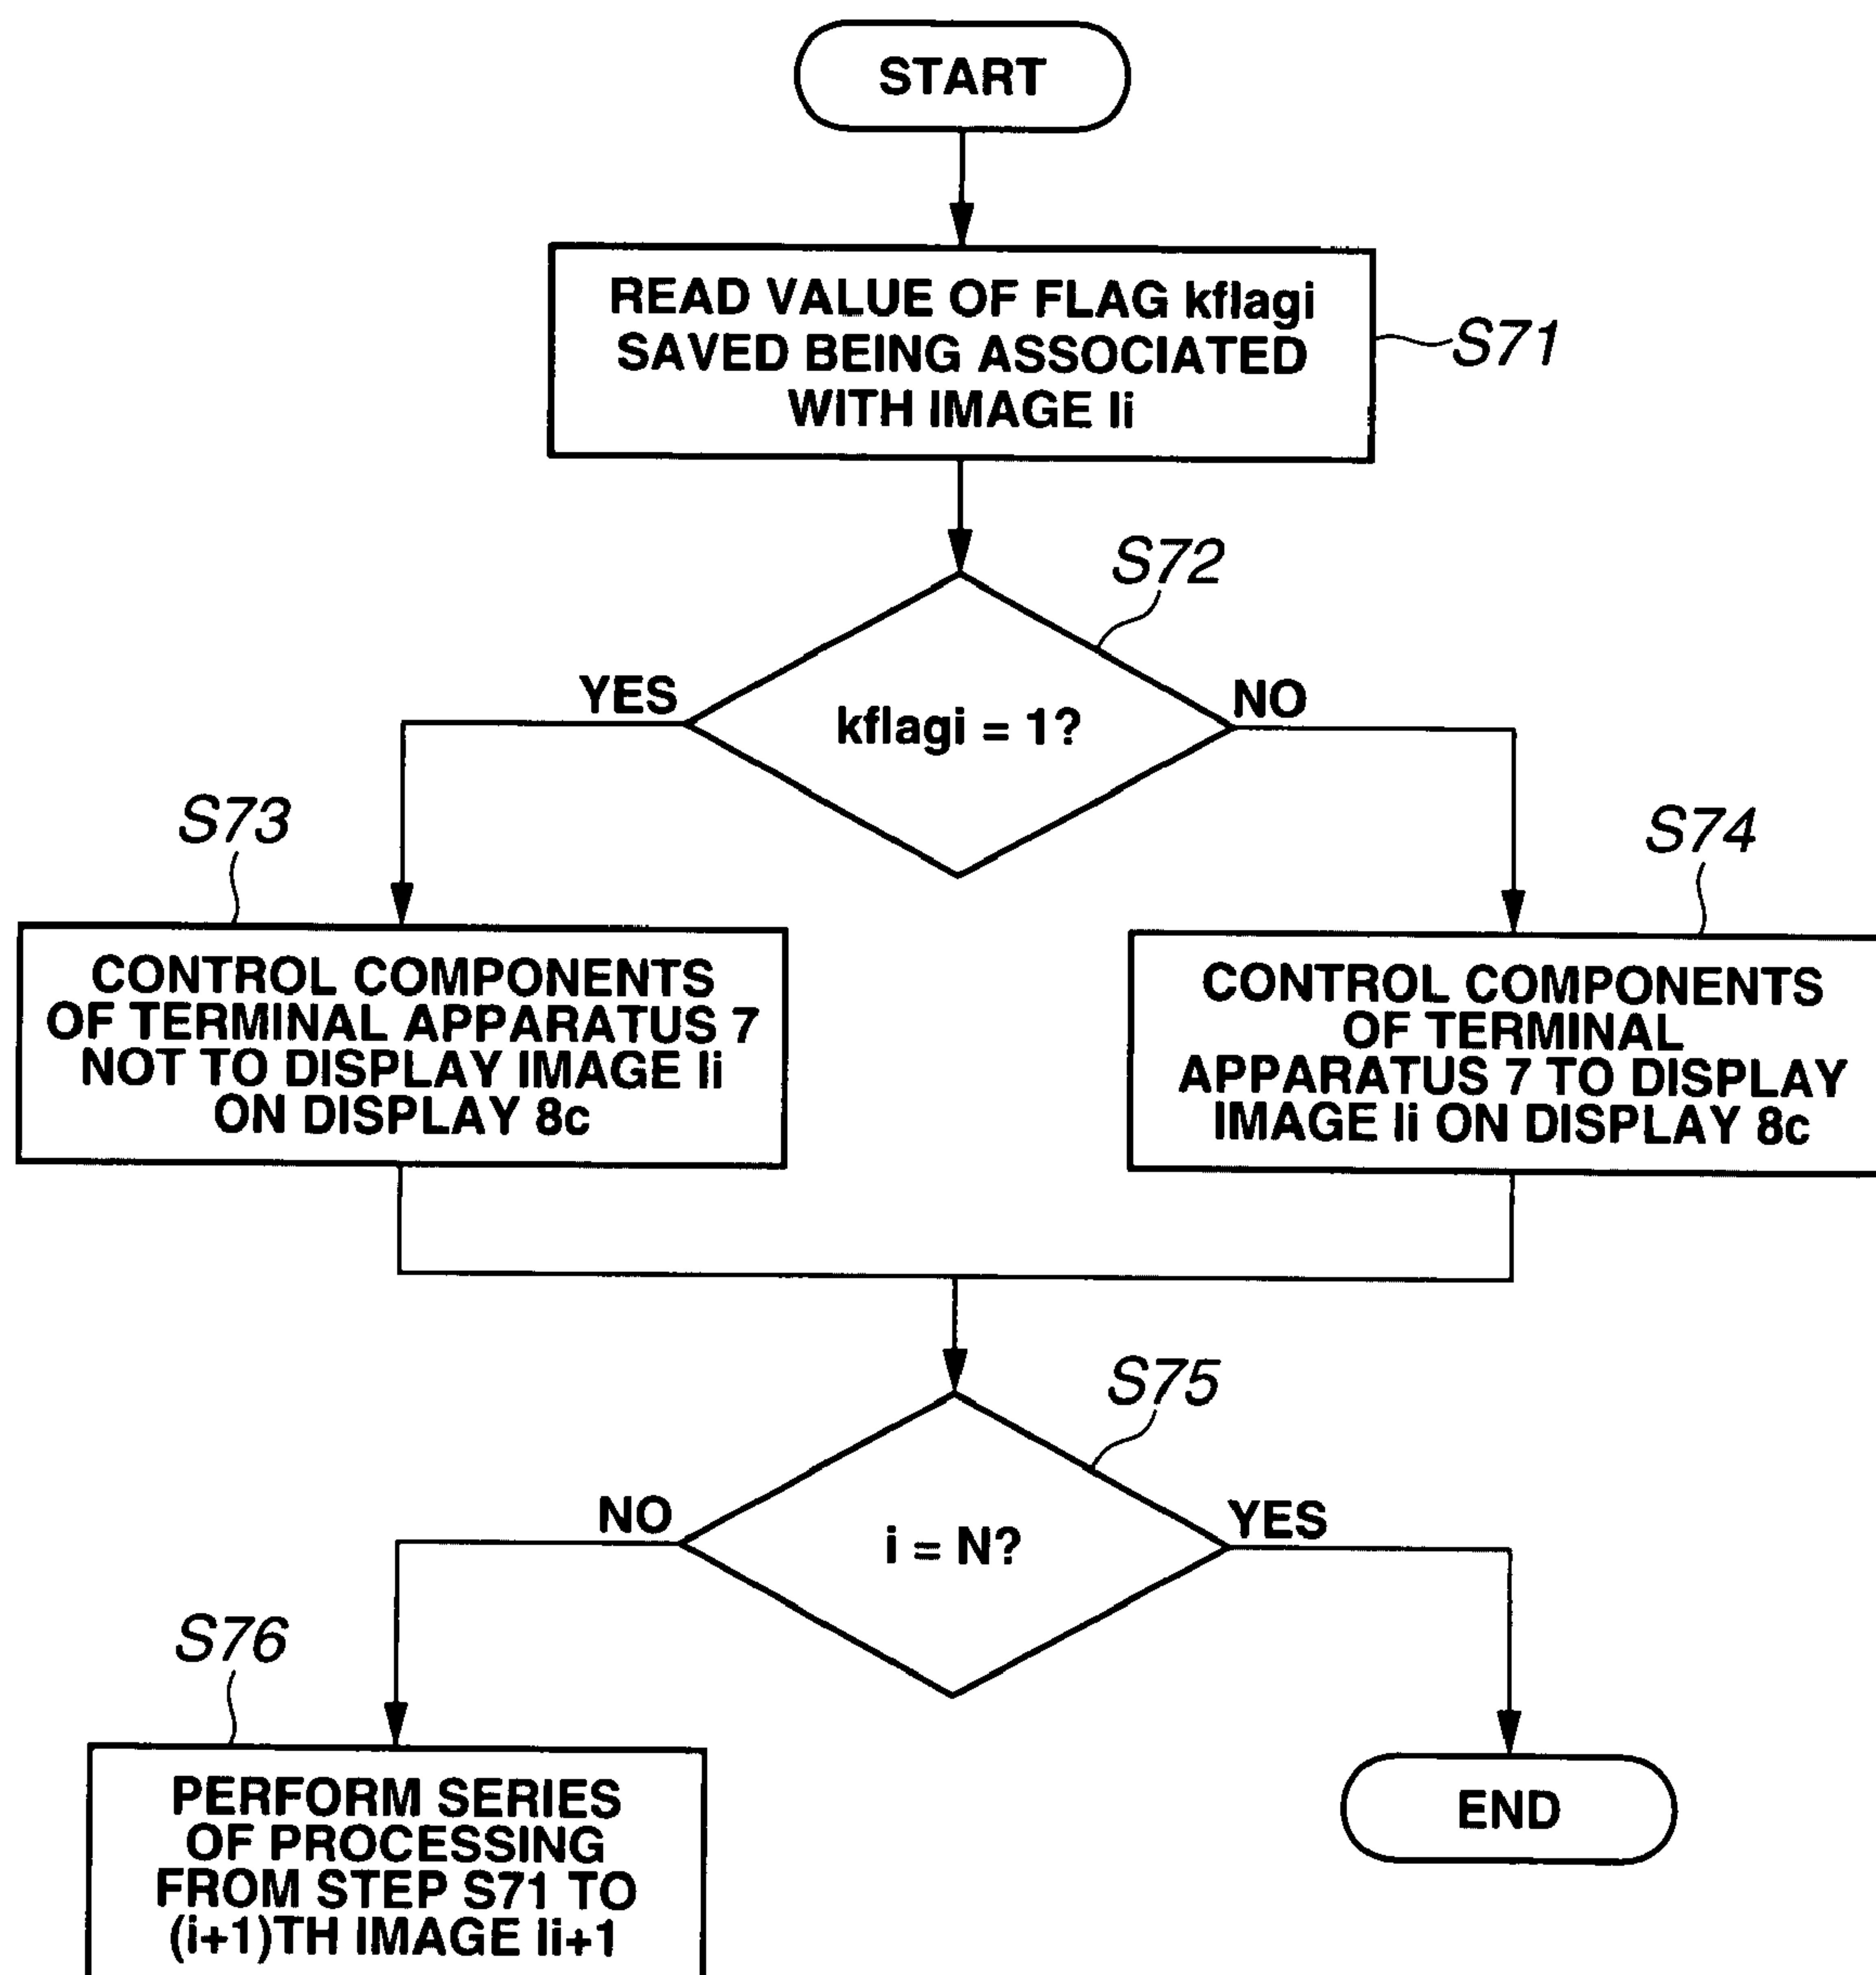 START
READ VALUE OF FLAG kflagi
SAVED BEING ASSOCIATED
WITH IMAGE Ii
S71
S72
kflagi = 1?
YES
NO
S73
CONTROL COMPONENTS
OF TERMINAL APPARATUS 7
NOT TO DISPLAY IMAGE Ii
ON DISPLAY 8c
S74
CONTROL COMPONENTS
OF TERMINAL
APPARATUS 7 TO DISPLAY
IMAGE Ii ON DISPLAY 8c
S75
i = N?
NO
YES
S76
PERFORM SERIES
OF PROCESSING
FROM STEP S71 TO
(i+1)TH IMAGE Ii+1
END